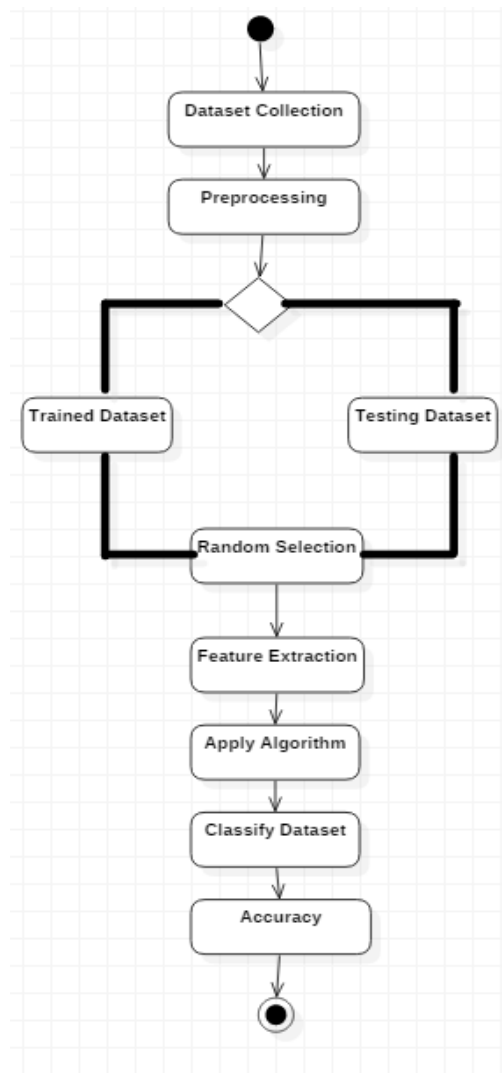 Dataset Collection
Preprocessing
Trained Dataset
Testing Dataset
Random Selection
Feature Extraction
Apply Algorithm
Classify Dataset
Accuracy